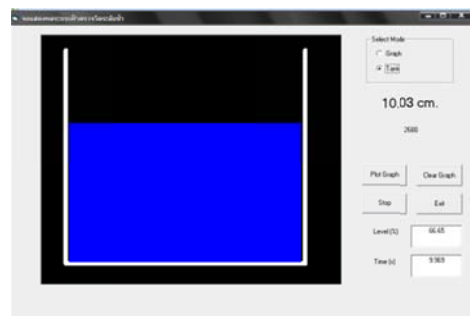 Select Mode
Graph
Tank
10.03 cm.
2680
Plot Graph
Clear Graph
Stop
Exit
Level (%)
66.65
Time (s)
9.969